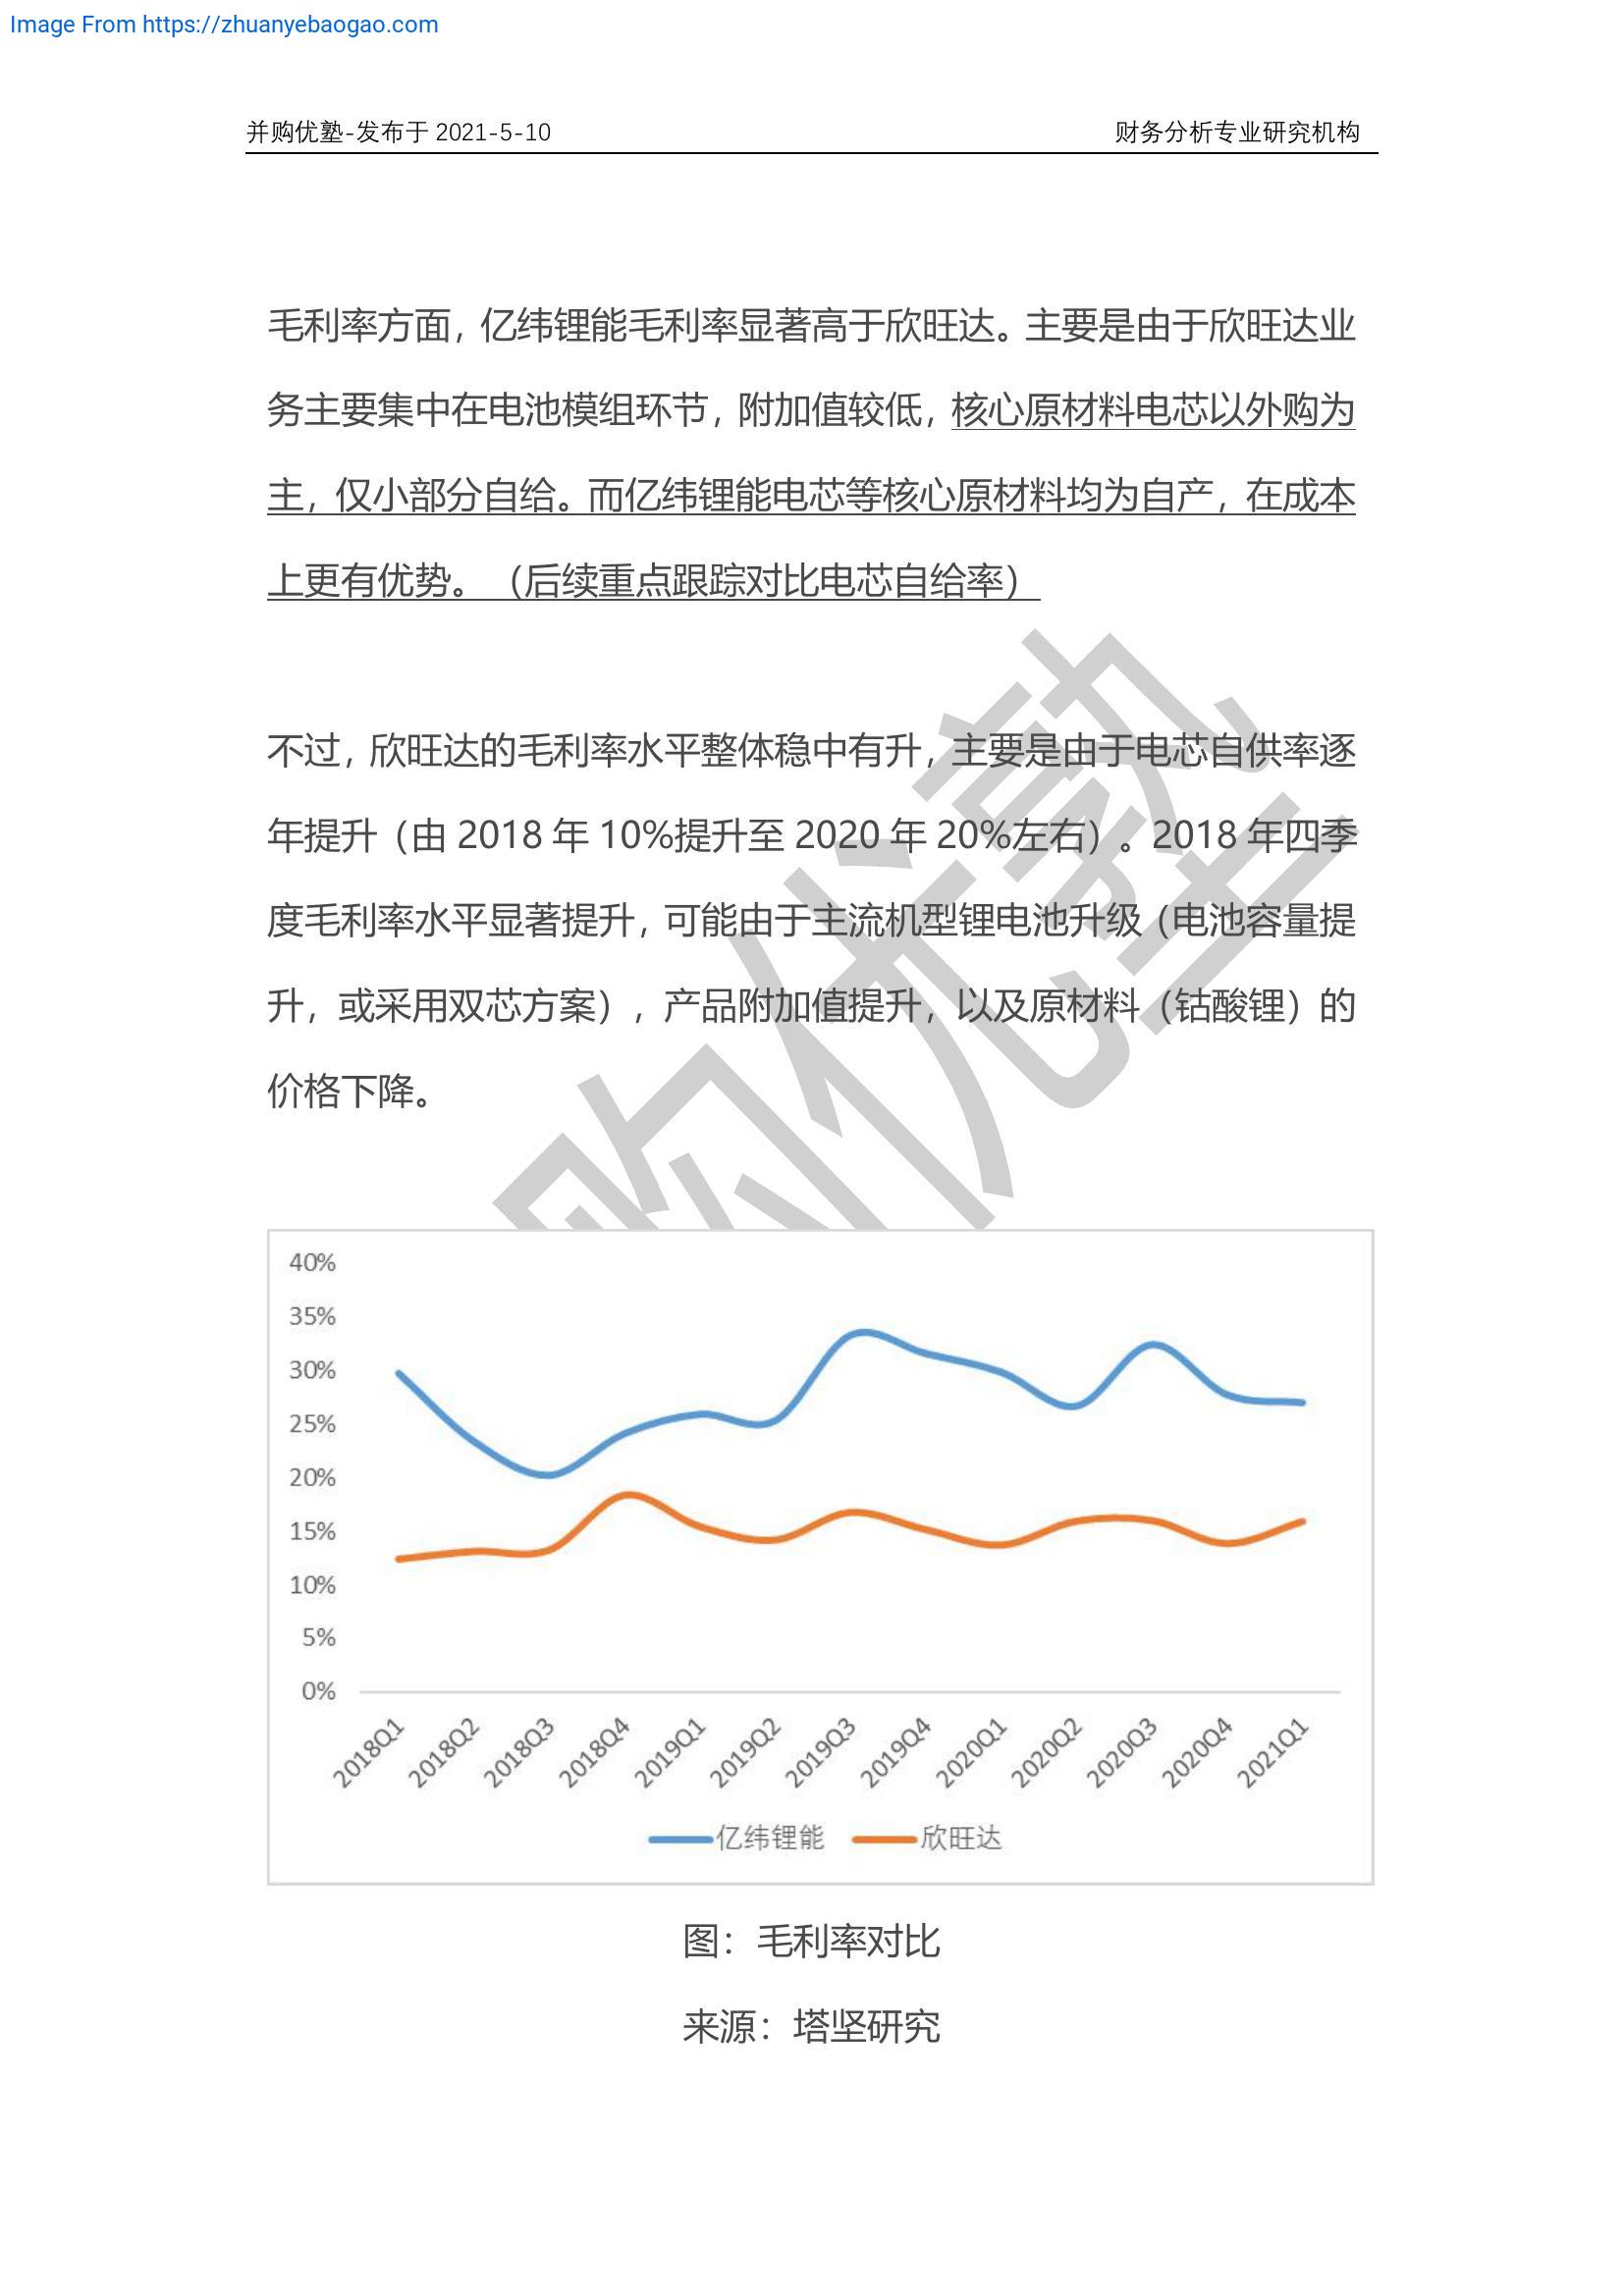 Image From https://zhuanyebaogao.com
并购优塾-发布于 2021-5-10 财务分析专业研究机构
毛利率方面，亿纬锂能毛利率显著高于欣旺达。主要是由于欣旺达业
务主要集中在电池模组环节，附加值较低，核心原材料电芯以外购为
主，仅小部分自给。而亿纬锂能电芯等核心原材料均为自产，在成本
上更有优势。（后续重点跟踪对比电芯自给率）
不过，欣旺达的毛利率水平整体稳中有升，主要是由于电芯自供率逐
年提升（由 2018 年 10%提升至 2020 年 20%左右）。2018 年四季
度毛利率水平显著提升，可能由于主流机型锂电池升级（电池容量提
升，或采用双芯方案），产品附加值提升，以及原材料（钴酸锂）的
价格下降。
购优塾
40%
35%
30%
25%
20%
15%
10%
5%
0%
2018Q1 2018Q2 2018Q3 2018Q4 2019Q1 2019Q2 2019Q3 2019Q4 2020Q1 2020Q2 2020Q3 2020Q4 2021Q1
亿纬锂能 欣旺达
图：毛利率对比
来源：塔坚研究